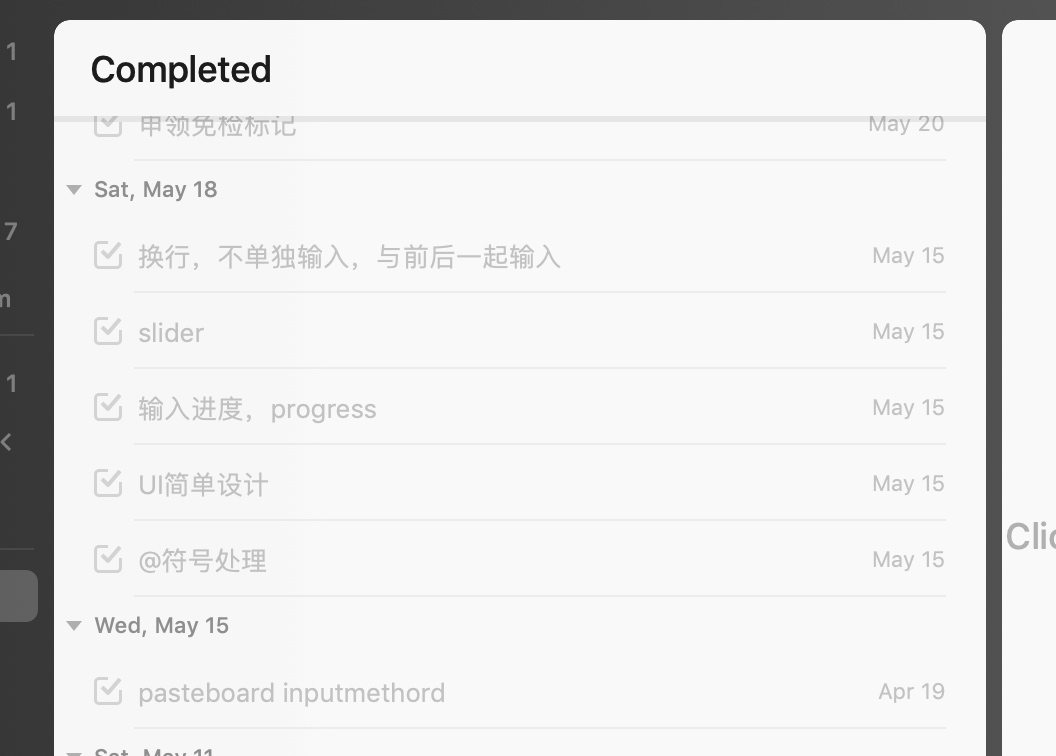 1
1
7
m
1
Completed
申领免检标记
May 20
Sat, May 18
换行，不单独输入，与前后一起输入
May 15
slider
May 15
输入进度，progress
May 15
UI简单设计
May 15
@符号处理
May 15
Wed, May 15
pasteboard inputmethord
Apr 19
Sat, May 11